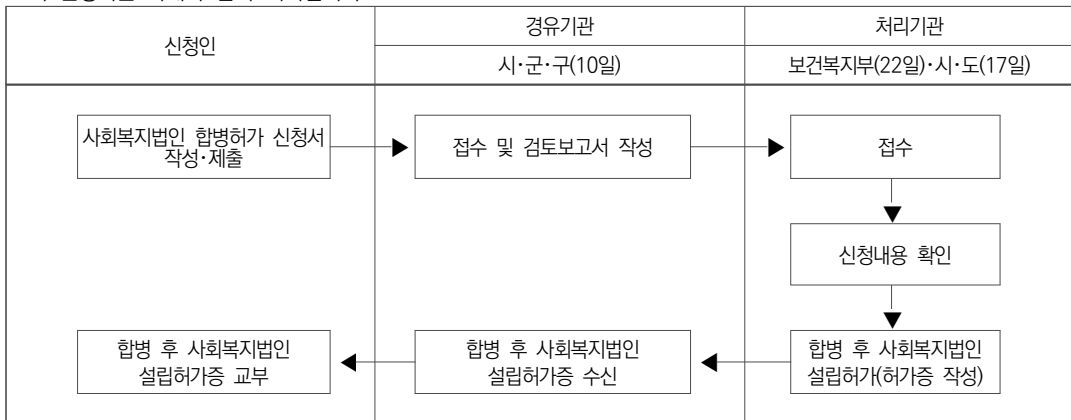 신청인
경유기관
처리기관
시·군·구(10일)
보건복지부(22일)·시·도(17일)
사회복지법인 합병허가 신청서
작성·제출
접수 및 검토보고서 작성
접수
신청내용 확인
합병 후 사회복지법인
설립허가증 교부
합병 후 사회복지법인
설립허가증 수신
합병 후 사회복지법인
설립허가(허가증 작성)